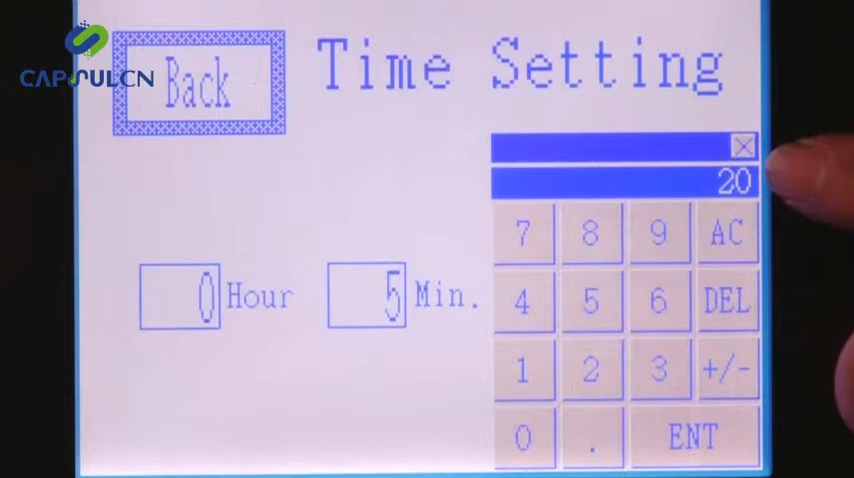 CAPSULCN
Back
Time Setting
20
7 8 9 AC
0 Hour 5 Min.
4 5 6 DEL
1 2 3 +/-
0 . ENT